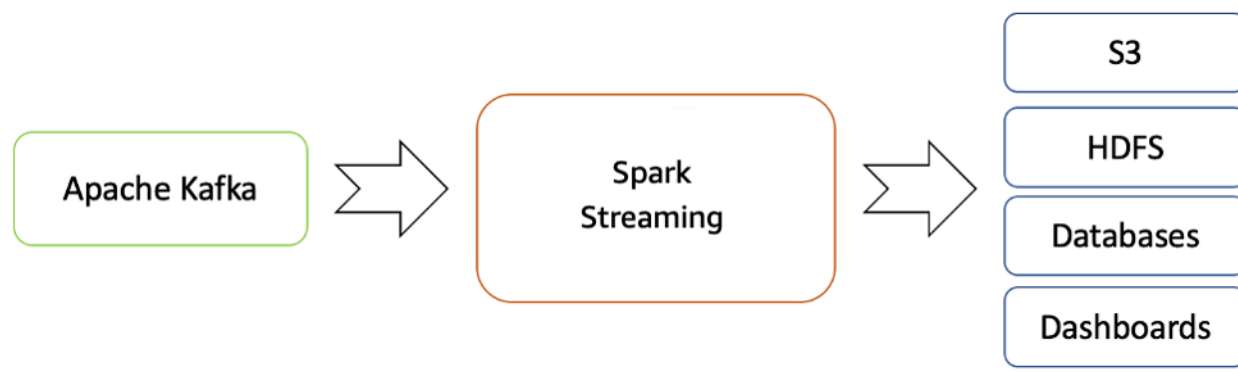 Apache Kafka
Spark
Streaming
S3
HDFS
Databases
Dashboards